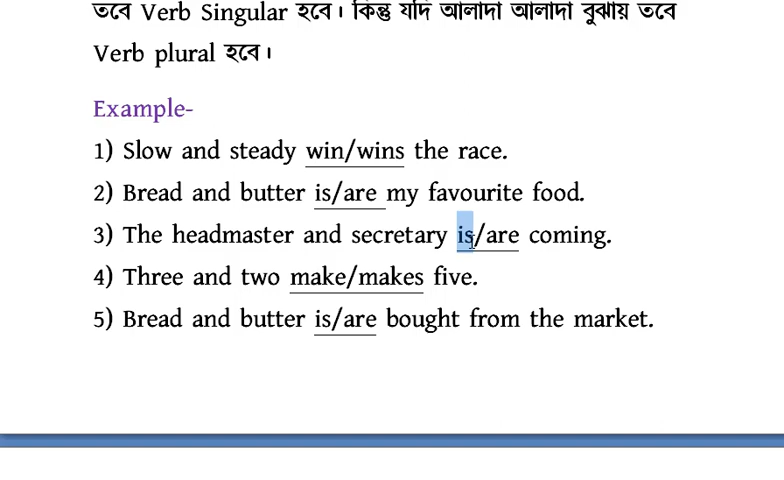 তবে Verb Singular হবে। কিন্তু যদি আলাদা আলাদা বুঝায় তবে
Verb plural হবে।
Example-
1) Slow and steady win/wins the race.
2) Bread and butter is/are my favourite food.
3) The headmaster and secretary is/are coming.
4) Three and two make/makes five.
5) Bread and butter is/are bought from the market.